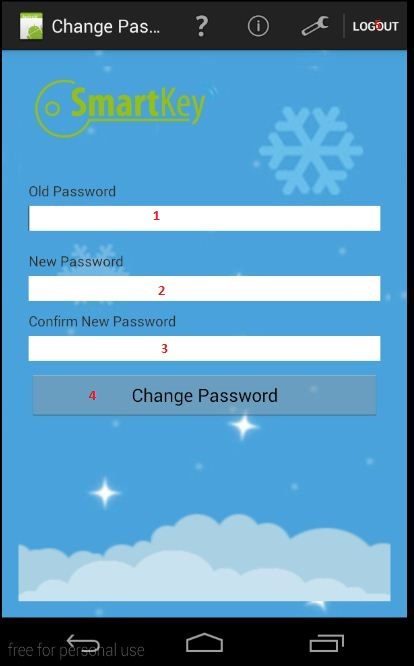 Change Pas... ? LOGOUT 5
SmartKey
Old Password
1
New Password
2
Confirm New Password
3
4 Change Password
free for personal use